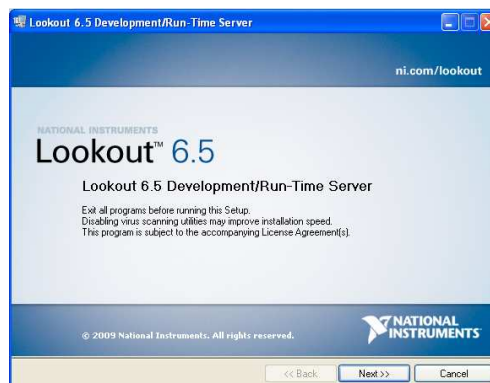 Lookout 6.5 Development/Run-Time Server
ni.com/lookout
NATIONAL INSTRUMENTS
Lookout™ 6.5
Lookout 6.5 Development/Run-Time Server
Exit all programs before running this Setup.
Disabling virus scanning utilities may improve installation speed.
This program is subject to the accompanying License Agreement(s).
© 2009 National Instruments. All rights reserved.
NATIONAL
INSTRUMENTS
<< Back
Next >>
Cancel